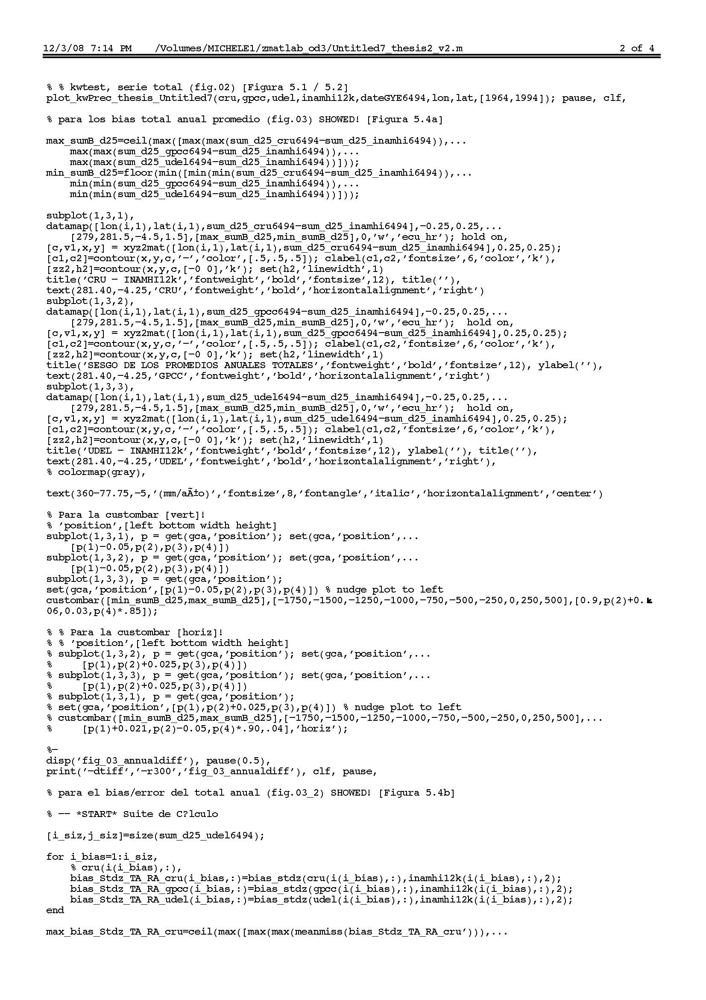 12/3/08 7:14 PM    /Volumes/MICHELE1/zmatlab_od3/Untitled7_thesis2_v2.m    2 of 4
% % kwtest, serie total (fig.02) [Figura 5.1 / 5.2]
plot_kwPrec_thesis_Untitled7(cru,gpcc,udel,inamhi12k,dateGYE6494,lon,lat,[1964,1994]); pause, clf,
% para los bias total anual promedio (fig.03) SHOWED! [Figura 5.4a]
max_sumB_d25=ceil(max([max(max(sum_d25_cru6494-sum_d25_inamhi6494)),...
    max(max(sum_d25_gpcc6494-sum_d25_inamhi6494)),...
    max(max(sum_d25_udel6494-sum_d25_inamhi6494))]));
min_sumB_d25=floor(min([min(min(sum_d25_cru6494-sum_d25_inamhi6494)),...
    min(min(sum_d25_gpcc6494-sum_d25_inamhi6494)),...
    min(min(sum_d25_udel6494-sum_d25_inamhi6494))]));
subplot(1,3,1),
datamap([lon(i,1),lat(i,1),sum_d25_cru6494-sum_d25_inamhi6494],-0.25,0.25,...
    [279,281.5,-4.5,1.5],[max_sumB_d25,min_sumB_d25],0,'w','ecu_hr'); hold on,
[c,v1,x,y] = xyz2mat([lon(i,1),lat(i,1),sum_d25_cru6494-sum_d25_inamhi6494],0.25,0.25);
[c1,c2]=contour(x,y,c,'-','color',[.5,.5,.5]); clabel(c1,c2,'fontsize',6,'color','k'),
[zz2,h2]=contour(x,y,c,[-0 0],'k'); set(h2,'linewidth',1)
title('CRU - INAMHI12k','fontweight','bold','fontsize',12), title(''),
text(281.40,-4.25,'CRU','fontweight','bold','horizontalalignment','right')
subplot(1,3,2),
datamap([lon(i,1),lat(i,1),sum_d25_gpcc6494-sum_d25_inamhi6494],-0.25,0.25,...
    [279,281.5,-4.5,1.5],[max_sumB_d25,min_sumB_d25],0,'w','ecu_hr');  hold on,
[c,v1,x,y] = xyz2mat([lon(i,1),lat(i,1),sum_d25_gpcc6494-sum_d25_inamhi6494],0.25,0.25);
[c1,c2]=contour(x,y,c,'-','color',[.5,.5,.5]); clabel(c1,c2,'fontsize',6,'color','k'),
[zz2,h2]=contour(x,y,c,[-0 0],'k'); set(h2,'linewidth',1)
title('SESGO DE LOS PROMEDIOS ANUALES TOTALES','fontweight','bold','fontsize',12), ylabel(''),
text(281.40,-4.25,'GPCC','fontweight','bold','horizontalalignment','right')
subplot(1,3,3),
datamap([lon(i,1),lat(i,1),sum_d25_udel6494-sum_d25_inamhi6494],-0.25,0.25,...
    [279,281.5,-4.5,1.5],[max_sumB_d25,min_sumB_d25],0,'w','ecu_hr');  hold on,
[c,v1,x,y] = xyz2mat([lon(i,1),lat(i,1),sum_d25_udel6494-sum_d25_inamhi6494],0.25,0.25);
[c1,c2]=contour(x,y,c,'-','color',[.5,.5,.5]); clabel(c1,c2,'fontsize',6,'color','k'),
[zz2,h2]=contour(x,y,c,[-0 0],'k'); set(h2,'linewidth',1)
title('UDEL - INAMHI12k','fontweight','bold','fontsize',12), ylabel(''), title(''),
text(281.40,-4.25,'UDEL','fontweight','bold','horizontalalignment','right'),
% colormap(gray),
text(360-77.75,-5,'(mm/aÃ±o)','fontsize',8,'fontangle','italic','horizontalalignment','center')
% Para la custombar [vert]!
% 'position',[left bottom width height]
subplot(1,3,1), p = get(gca,'position'); set(gca,'position',...
    [p(1)-0.05,p(2),p(3),p(4)])
subplot(1,3,2), p = get(gca,'position'); set(gca,'position',...
    [p(1)-0.05,p(2),p(3),p(4)])
subplot(1,3,3), p = get(gca,'position');
set(gca,'position',[p(1)-0.05,p(2),p(3),p(4)]) % nudge plot to left
custombar([min_sumB_d25,max_sumB_d25],[-1750,-1500,-1250,-1000,-750,-500,-250,0,250,500],[0.9,p(2)+0.
06,0.03,p(4)*.85]);
% % Para la custombar [horiz]!
% % 'position',[left bottom width height]
% subplot(1,3,2), p = get(gca,'position'); set(gca,'position',...
%     [p(1),p(2)+0.025,p(3),p(4)])
% subplot(1,3,3), p = get(gca,'position'); set(gca,'position',...
%     [p(1),p(2)+0.025,p(3),p(4)])
% subplot(1,3,1), p = get(gca,'position');
% set(gca,'position',[p(1),p(2)+0.025,p(3),p(4)]) % nudge plot to left
% custombar([min_sumB_d25,max_sumB_d25],[-1750,-1500,-1250,-1000,-750,-500,-250,0,250,500],...
%     [p(1)+0.021,p(2)-0.05,p(4)*.90,.04],'horiz');
%-
disp('fig_03_annualdiff'), pause(0.5),
print('-dtiff','-r300','fig_03_annualdiff'), clf, pause,
% para el bias/error del total anual (fig.03_2) SHOWED! [Figura 5.4b]
% -- *START* Suite de C?lculo
[i_siz,j_siz]=size(sum_d25_udel6494);
for i_bias=1:i_siz,
    % cru(i(i_bias),:),
    bias_Stdz_TA_RA_cru(i_bias,:)=bias_stdz(cru(i(i_bias),:),inamhi12k(i(i_bias),:),2);
    bias_Stdz_TA_RA_gpcc(i_bias,:)=bias_stdz(gpcc(i(i_bias),:),inamhi12k(i(i_bias),:),2);
    bias_Stdz_TA_RA_udel(i_bias,:)=bias_stdz(udel(i(i_bias),:),inamhi12k(i(i_bias),:),2);
end
max_bias_Stdz_TA_RA_cru=ceil(max([max(max(meanmiss(bias_Stdz_TA_RA_cru'))),...